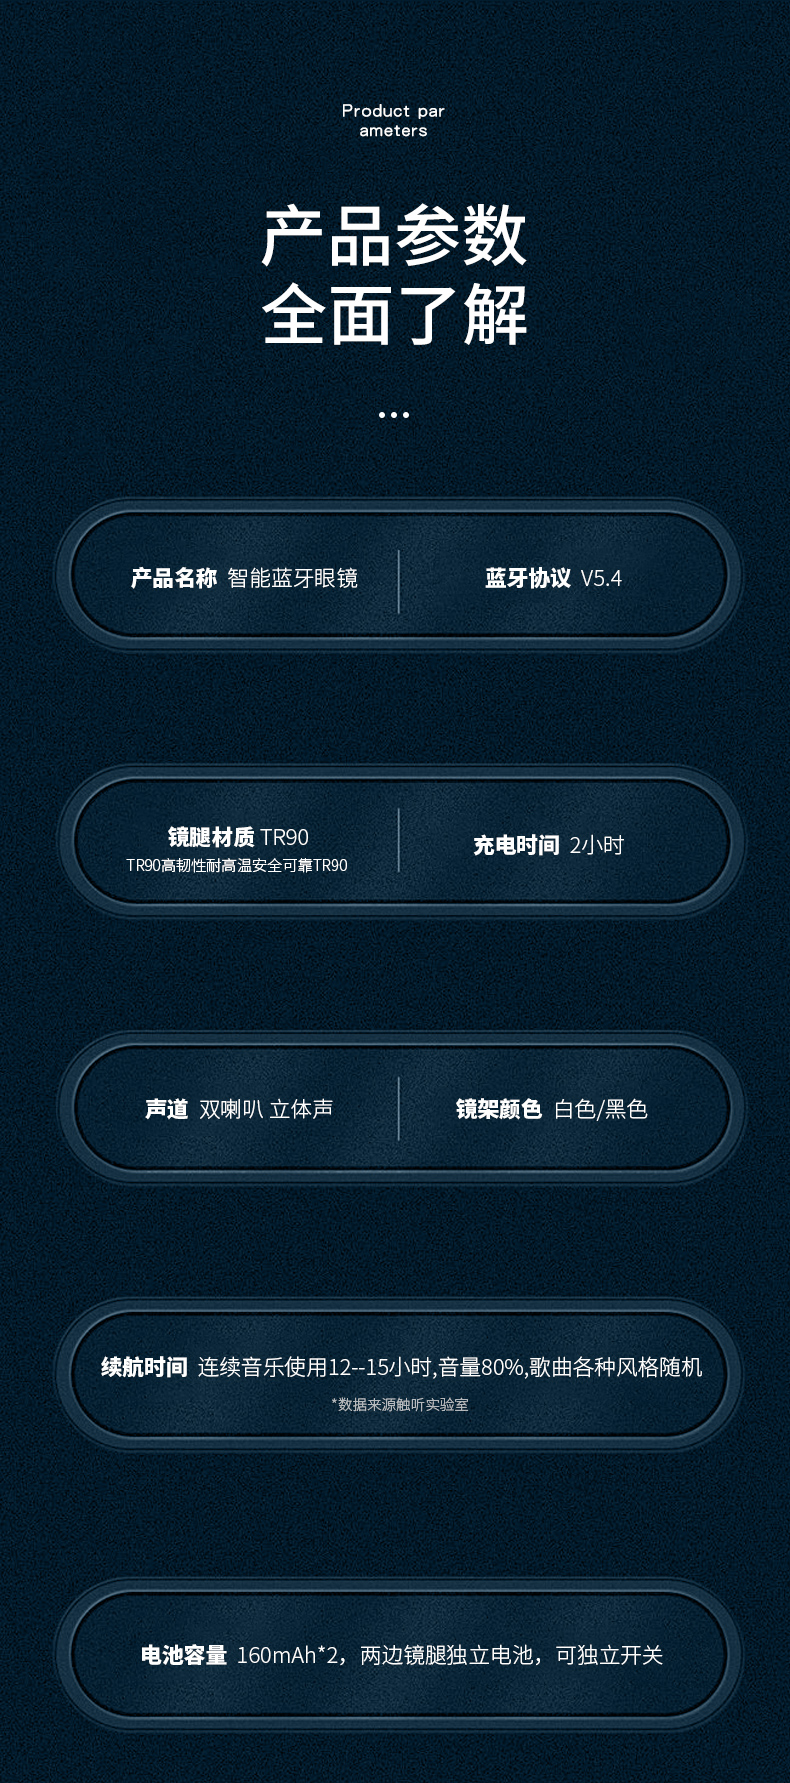 Product par
ameters
产品参数
全面了解
产品名称 智能蓝牙眼镜
蓝牙协议 V5.4
镜腿材质 TR90
TR90高韧性耐高温安全可靠TR90
充电时间 2小时
声道 双喇叭 立体声
镜架颜色 白色/黑色
续航时间 连续音乐使用12--15小时,音量80%,歌曲各种风格随机
*数据来源触听实验室
电池容量 160mAh*2，两边镜腿独立电池，可独立开关